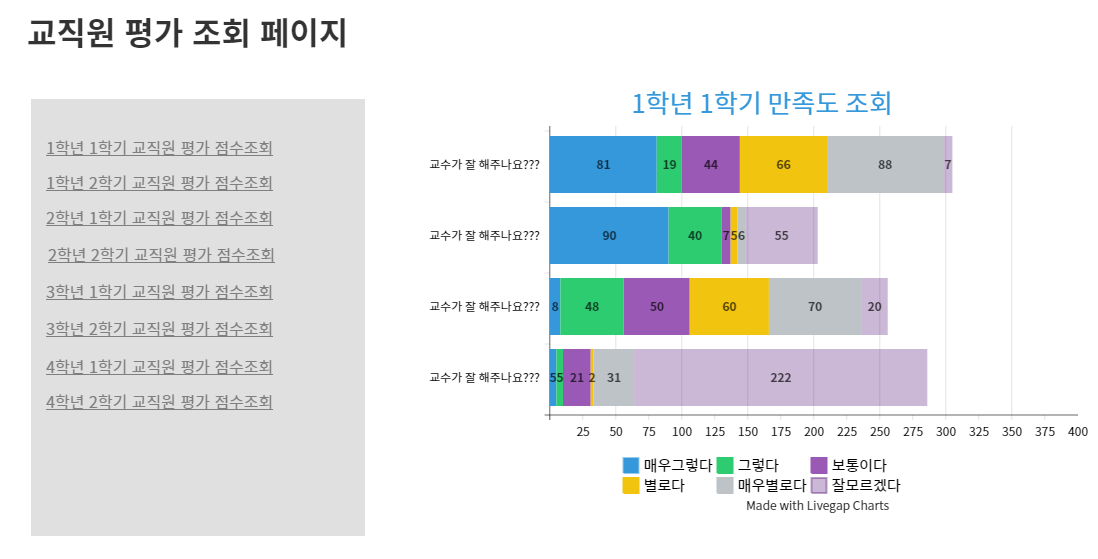 교직원 평가 조회 페이지
1학년 1학기 교직원 평가 점수조회
1학년 2학기 교직원 평가 점수조회
2학년 1학기 교직원 평가 점수조회
2학년 2학기 교직원 평가 점수조회
3학년 1학기 교직원 평가 점수조회
3학년 2학기 교직원 평가 점수조회
4학년 1학기 교직원 평가 점수조회
4학년 2학기 교직원 평가 점수조회
1학년 1학기 만족도 조회
교수가 잘 해주나요??? 81 19 44 66 88 7
교수가 잘 해주나요??? 90 40 7 5 6 55
교수가 잘 해주나요??? 8 48 50 60 70 20
교수가 잘 해주나요??? 5 5 21 2 31 222
25 50 75 100 125 150 175 200 225 250 275 300 325 350 375 400
매우그렇다 그렇다 보통이다
별로다 매우별로다 잘모르겠다
Made with Livegap Charts